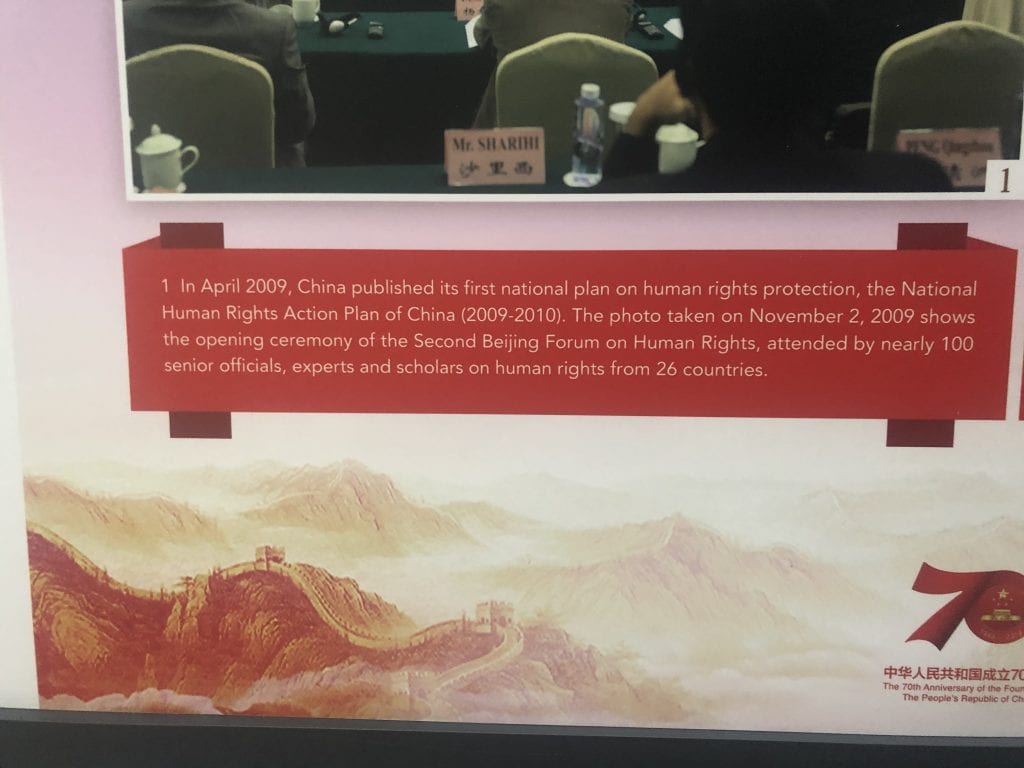 Mr. SHARIHI
沙里西
PENG Qingzhou
1
1 In April 2009, China published its first national plan on human rights protection, the National
Human Rights Action Plan of China (2009-2010). The photo taken on November 2, 2009 shows
the opening ceremony of the Second Beijing Forum on Human Rights, attended by nearly 100
senior officials, experts and scholars on human rights from 26 countries.
70
中华人民共和国成立70
The 70th Anniversary of the Foun
The People's Republic of Ch